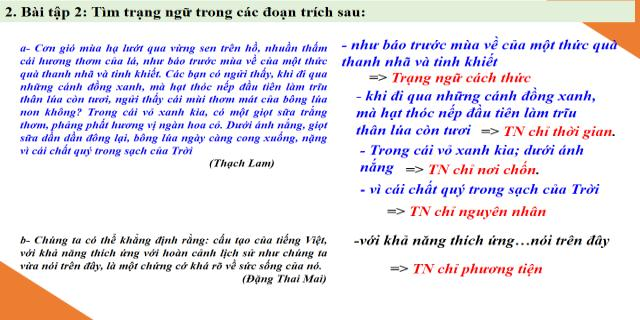 2. Bài tập 2: Tìm trạng ngữ trong các đoạn trích sau:
a- Cơn gió mùa hạ lướt qua vừng sen trên hồ, nhuần thấm
cái hương thơm của lá, như báo trước mùa về của một thức
quà thanh nhã và tinh khiết. Các bạn có ngửi thấy, khi đi qua
những cánh đồng xanh, mà hạt thóc nếp đầu tiên làm trĩu
thân lúa còn tươi, ngửi thấy cái mùi thơm mát của bông lúa
non không? Trong cái vỏ xanh kia, có một giọt sữa trắng
thơm, phảng phất hương vị ngàn hoa cỏ. Dưới ánh nắng, giọt
sữa dần dần đông lại, bông lúa ngày càng cong xuống, nặng
vì cái chất quý trong sạch của Trời
(Thạch Lam)
b- Chúng ta có thể khẳng định rằng: cấu tạo của tiếng Việt,
với khả năng thích ứng với hoàn cảnh lịch sử như chúng ta
vừa nói trên đây, là một chứng cớ khá rõ về sức sống của nó.
(Đặng Thai Mai)
- như báo trước mùa về của một thức quà
thanh nhã và tinh khiết
=> Trạng ngữ cách thức
- khi đi qua những cánh đồng xanh,
mà hạt thóc nếp đầu tiên làm trĩu
thân lúa còn tươi => TN chỉ thời gian.
- Trong cái vỏ xanh kia; dưới ánh
nắng => TN chỉ nơi chốn.
- vì cái chất quý trong sạch của Trời
=> TN chỉ nguyên nhân
-với khả năng thích ứng…nói trên đây
=> TN chỉ phương tiện